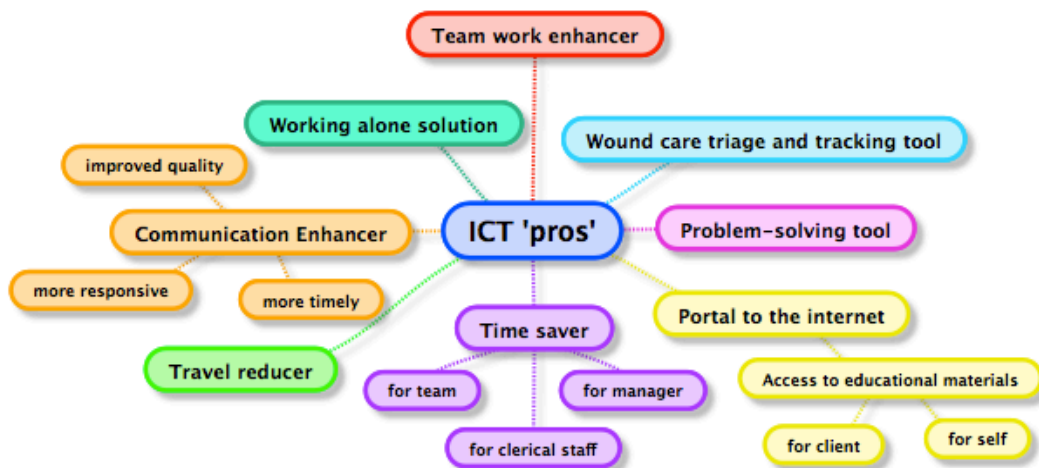 Team work enhancer
Working alone solution
Wound care triage and tracking tool
improved quality
Communication Enhancer
ICT 'pros'
Problem-solving tool
more responsive
more timely
Portal to the internet
Time saver
Travel reducer
for team
for manager
Access to educational materials
for clerical staff
for client
for self